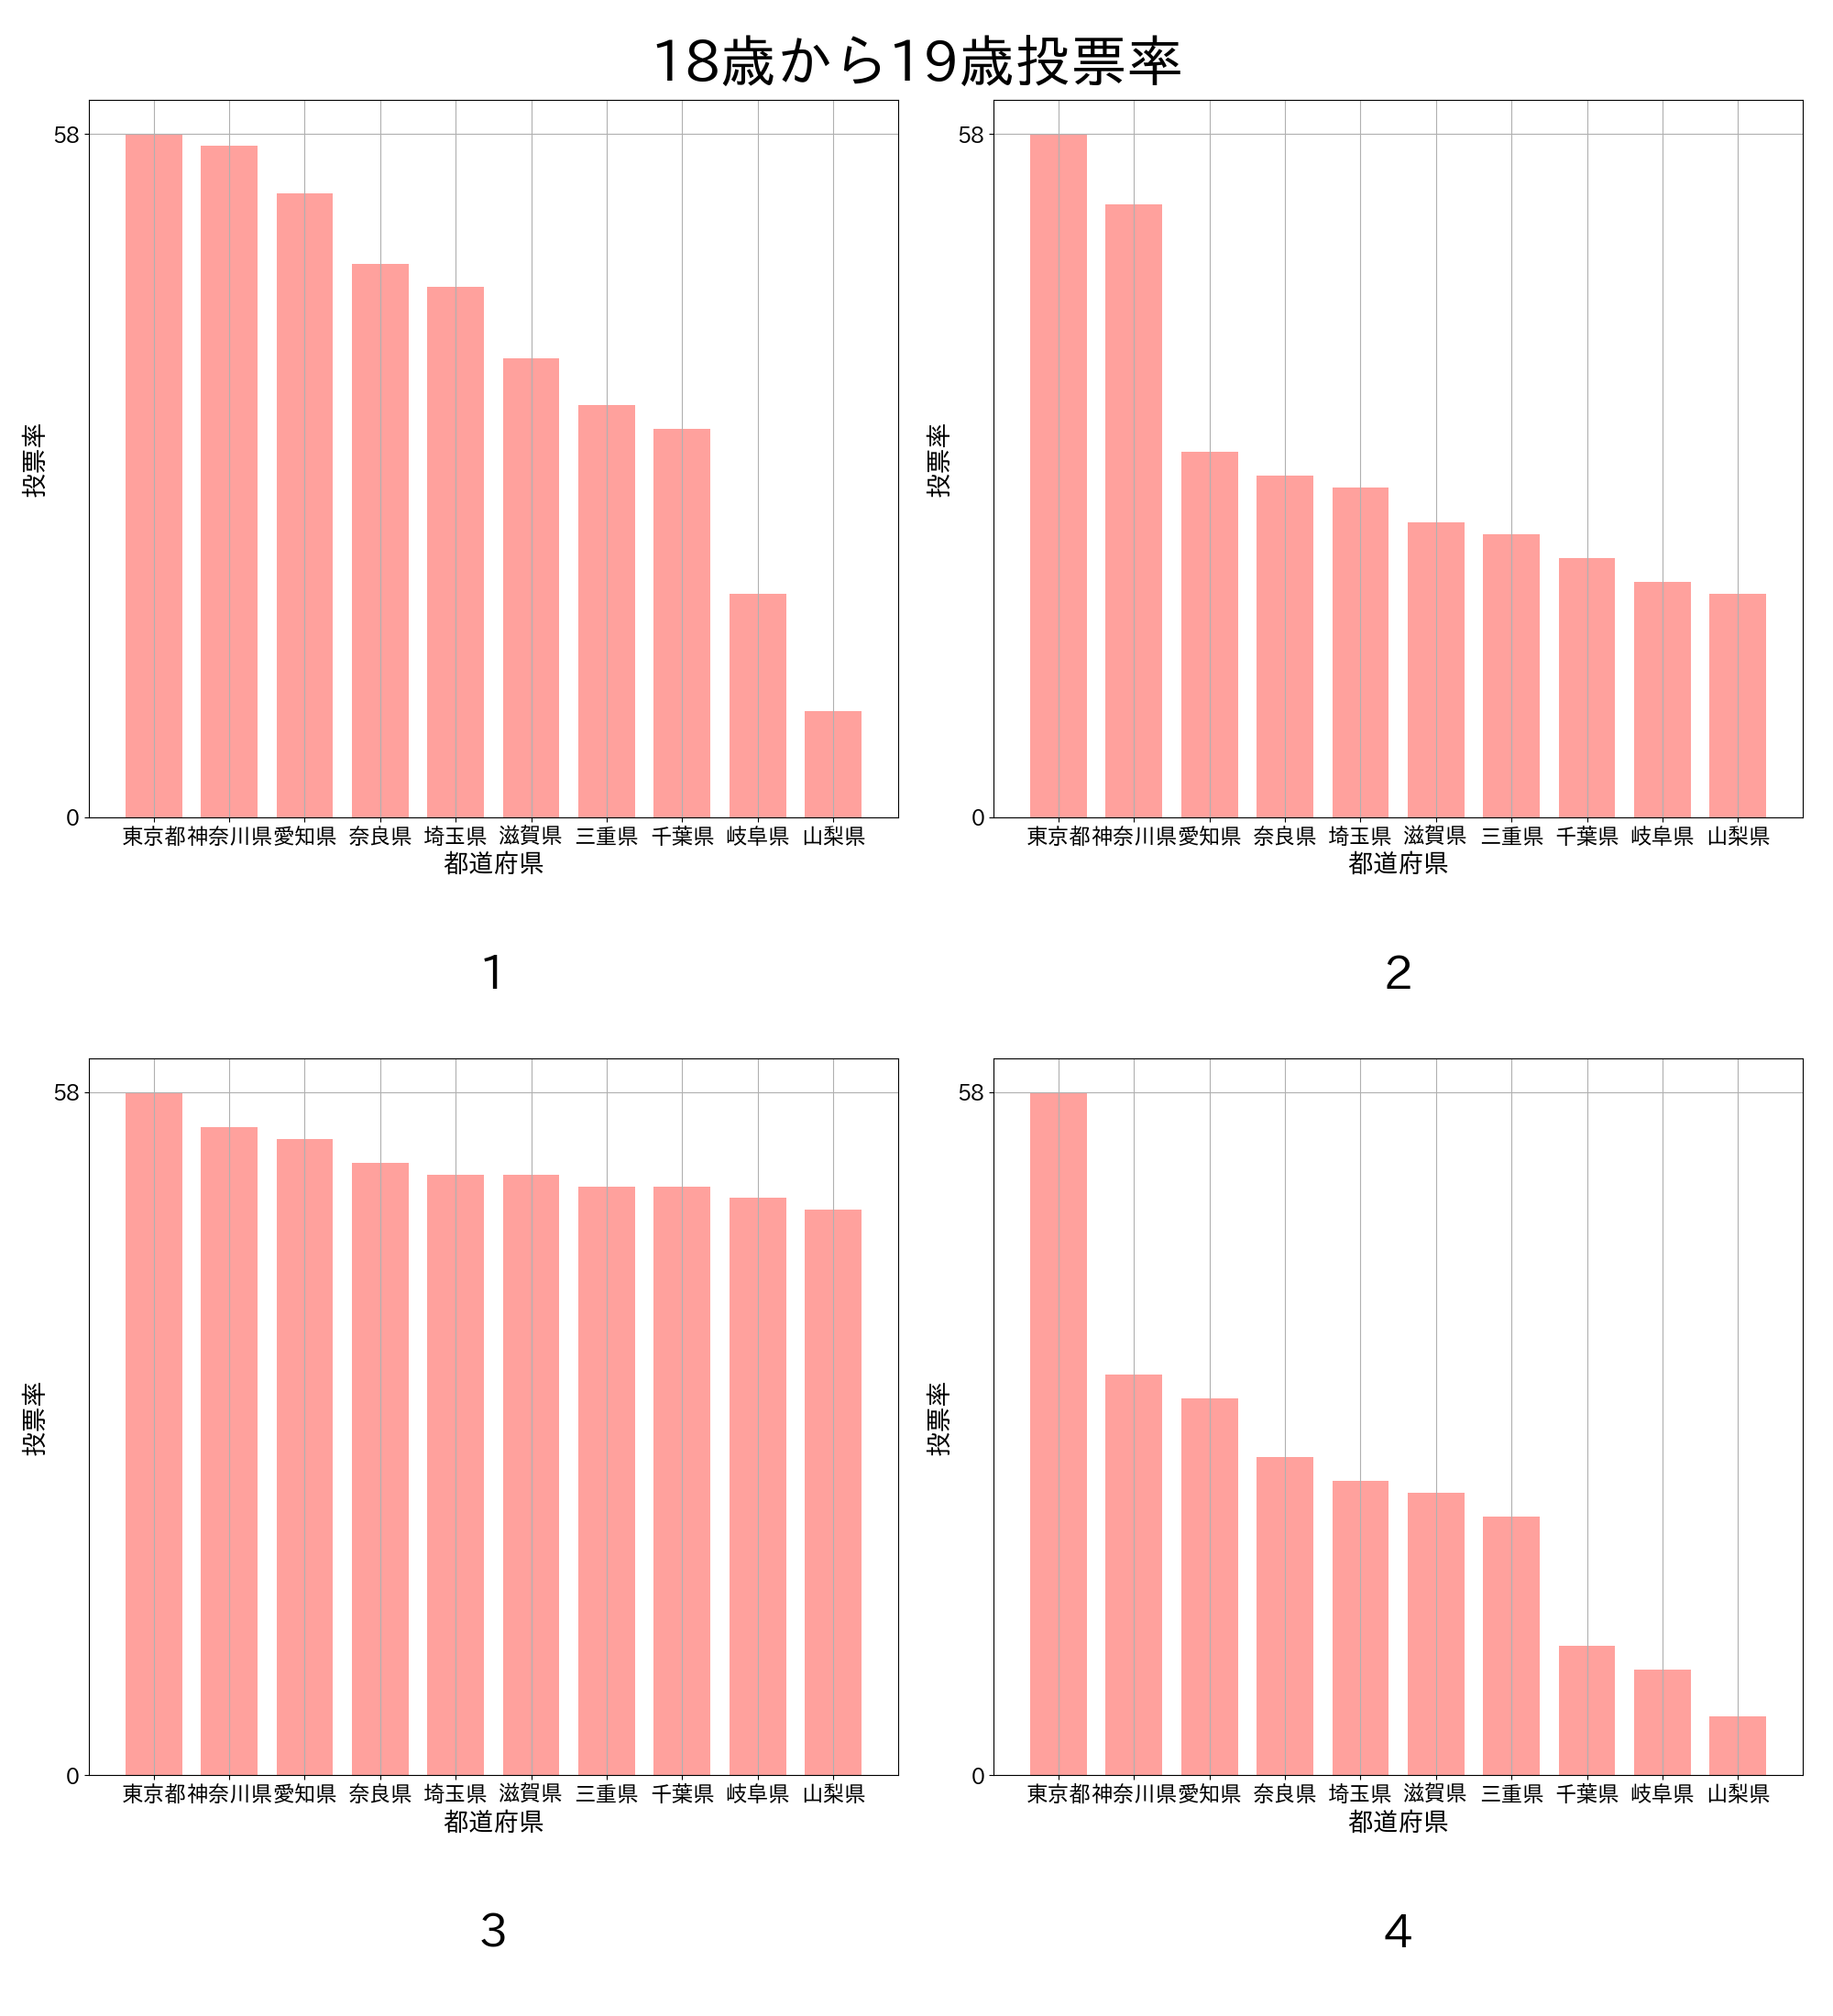 18歳から19歳投票率
58
0
投票率
東京都 神奈川県 愛知県 奈良県 埼玉県 滋賀県 三重県 千葉県 岐阜県 山梨県
都道府県
1
58
0
投票率
東京都 神奈川県 愛知県 奈良県 埼玉県 滋賀県 三重県 千葉県 岐阜県 山梨県
都道府県
2
58
0
投票率
東京都 神奈川県 愛知県 奈良県 埼玉県 滋賀県 三重県 千葉県 岐阜県 山梨県
都道府県
3
58
0
投票率
東京都 神奈川県 愛知県 奈良県 埼玉県 滋賀県 三重県 千葉県 岐阜県 山梨県
都道府県
4